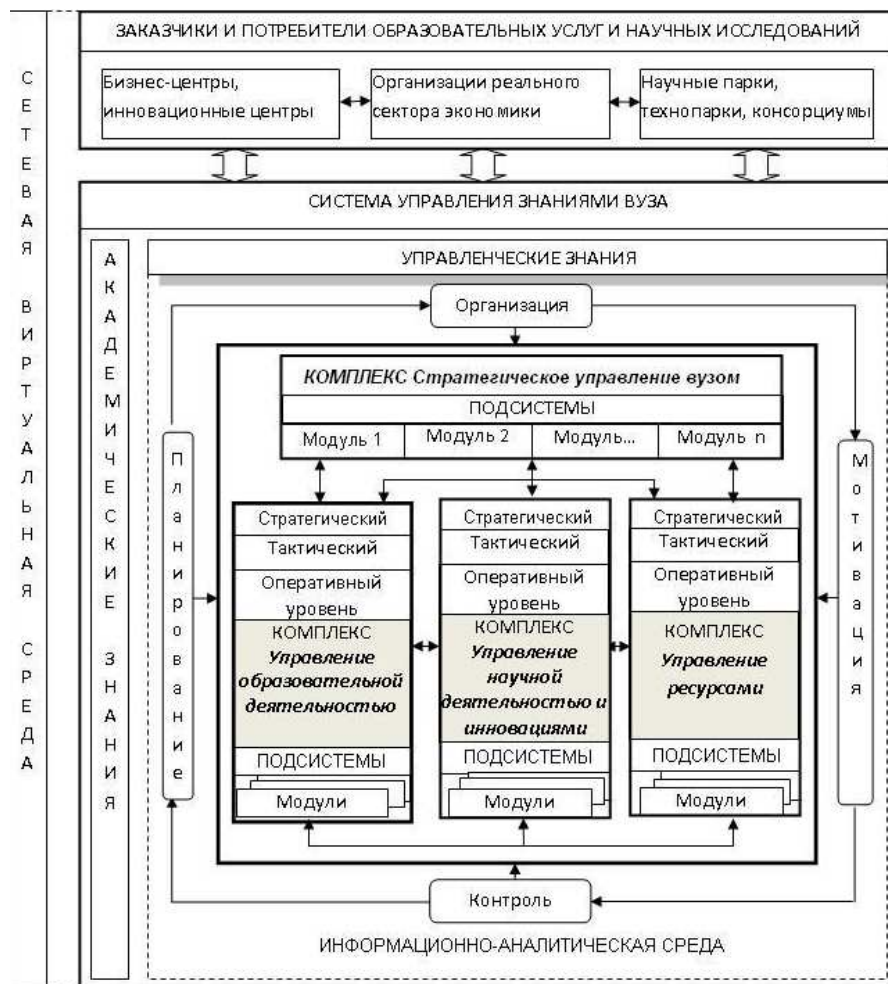 ЗАКАЗЧИКИ И ПОТРЕБИТЕЛИ ОБРАЗОВАТЕЛЬНЫХ УСЛУГ И НАУЧНЫХ ИССЛЕДОВАНИЙ
Бизнес-центры,
инновационные центры
Организации реального
сектора экономики
Научные парки,
технопарки, консорциумы
СЕТЕВАЯ ВИРТУАЛЬНАЯ СРЕДА
СИСТЕМА УПРАВЛЕНИЯ ЗНАНИЯМИ ВУЗА
АКАДЕМИЧЕСКИЕ ЗНАНИЯ
УПРАВЛЕНЧЕСКИЕ ЗНАНИЯ
Организация
Планирование
Мотивация
КОМПЛЕКС Стратегическое управление вузом
ПОДСИСТЕМЫ
Модуль 1
Модуль 2
Модуль...
Модуль n
Стратегический
Тактический
Оперативный
уровень
КОМПЛЕКС
Управление
образовательной
деятельностью
ПОДСИСТЕМЫ
Модули
Стратегический
Тактический
Оперативный
уровень
КОМПЛЕКС
Управление
научной
деятельностью и
инновациями
ПОДСИСТЕМЫ
Модули
Стратегический
Тактический
Оперативный
уровень
КОМПЛЕКС
Управление
ресурсами
ПОДСИСТЕМЫ
Модули
Контроль
ИНФОРМАЦИОННО-АНАЛИТИЧЕСКАЯ СРЕДА